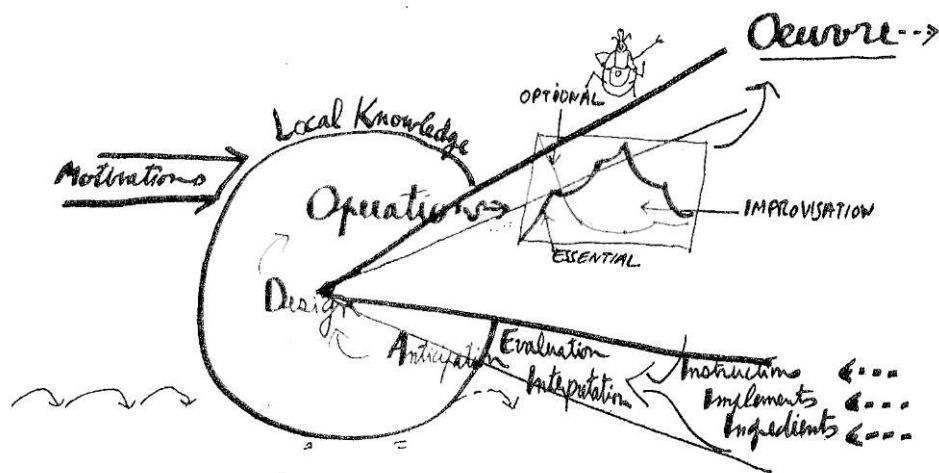 Oeuvre
OPTIONAL
Local Knowledge
Motivations
Operations
IMPROVISATION
ESSENTIAL
Design
Anticipation
Evaluation
Interpretation
Instructions
Implements
Ingredients